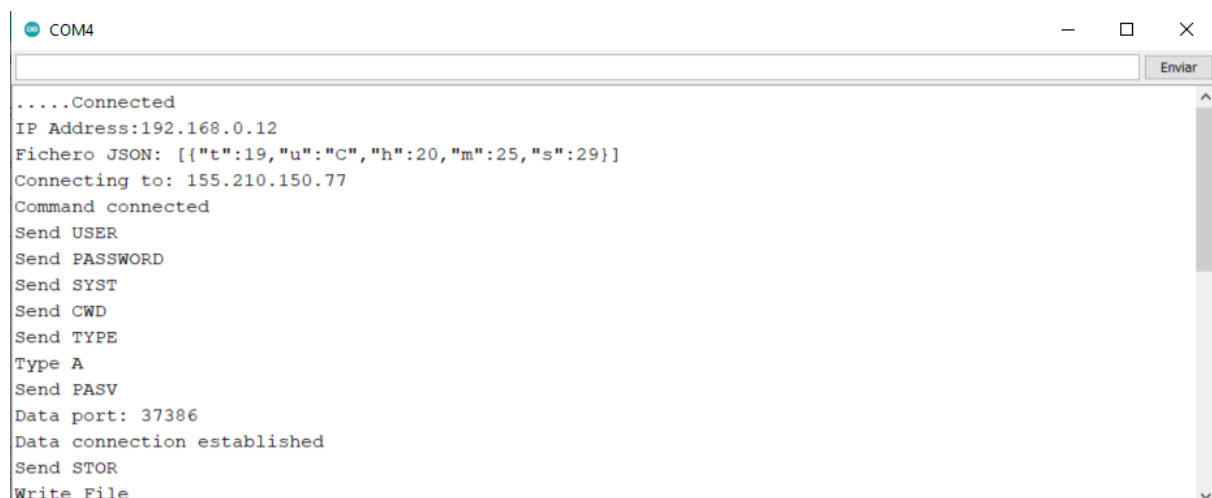 COM4
Enviar
.....Connected
IP Address:192.168.0.12
Fichero JSON: [{"t":19,"u":"C","h":20,"m":25,"s":29}]
Connecting to: 155.210.150.77
Command connected
Send USER
Send PASSWORD
Send SYST
Send CWD
Send TYPE
Type A
Send PASV
Data port: 37386
Data connection established
Send STOR
Write File